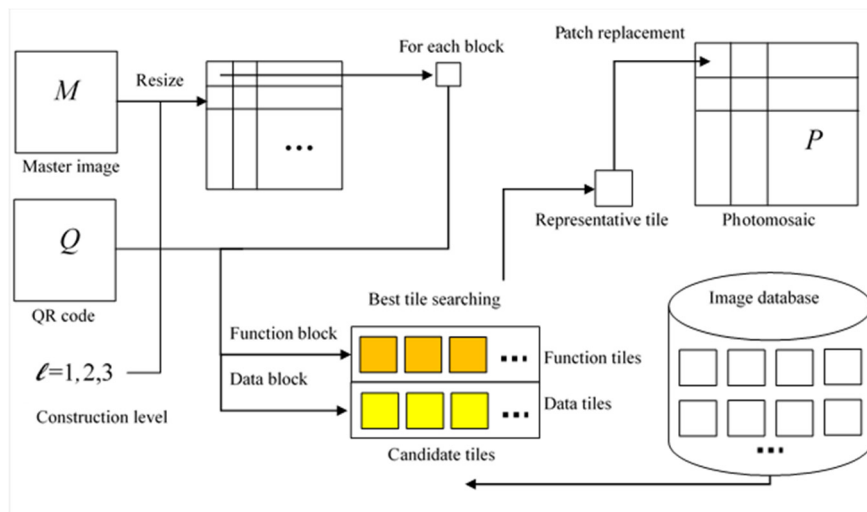 For each block
Patch replacement
M
Resize
P
Master image
Representative tile
Photomosaic
Q
QR code
Best tile searching
Image database
Function block
Function tiles
ℓ=1,2,3
Data block
Data tiles
Construction level
Candidate tiles